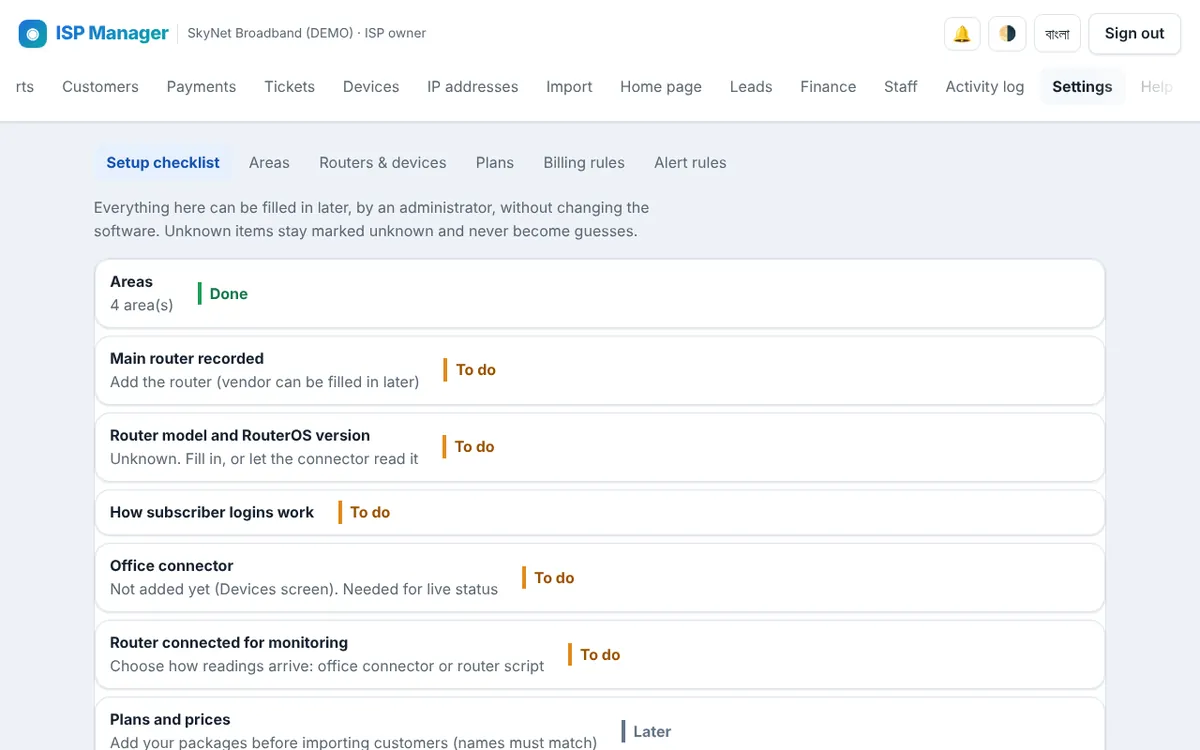 ISP Manager
SkyNet Broadband (DEMO) · ISP owner
বাংলা
Sign out
rts Customers Payments Tickets Devices IP addresses Import Home page Leads Finance Staff Activity log Settings Help
Setup checklist Areas Routers & devices Plans Billing rules Alert rules
Everything here can be filled in later, by an administrator, without changing the
software. Unknown items stay marked unknown and never become guesses.
Areas
4 area(s)
Done
Main router recorded
Add the router (vendor can be filled in later)
To do
Router model and RouterOS version
Unknown. Fill in, or let the connector read it
To do
How subscriber logins work
To do
Office connector
Not added yet (Devices screen). Needed for live status
To do
Router connected for monitoring
Choose how readings arrive: office connector or router script
To do
Plans and prices
Add your packages before importing customers (names must match)
Later